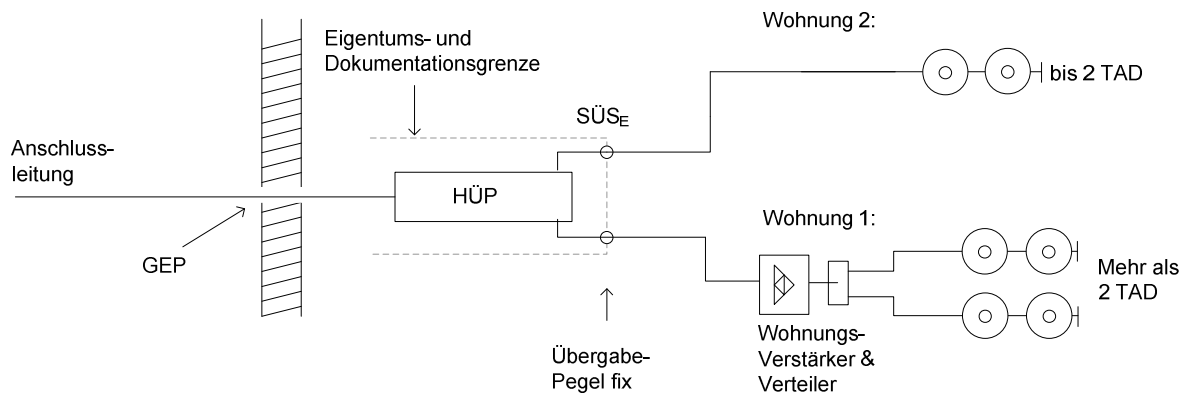 Wohnung 2:
Eigentums- und
Dokumentationsgrenze
bis 2 TAD
SÜSE
Anschluss-
leitung
HÜP
Wohnung 1:
GEP
Mehr als
2 TAD
Übergabe-
Pegel fix
Wohnungs-
Verstärker &
Verteiler